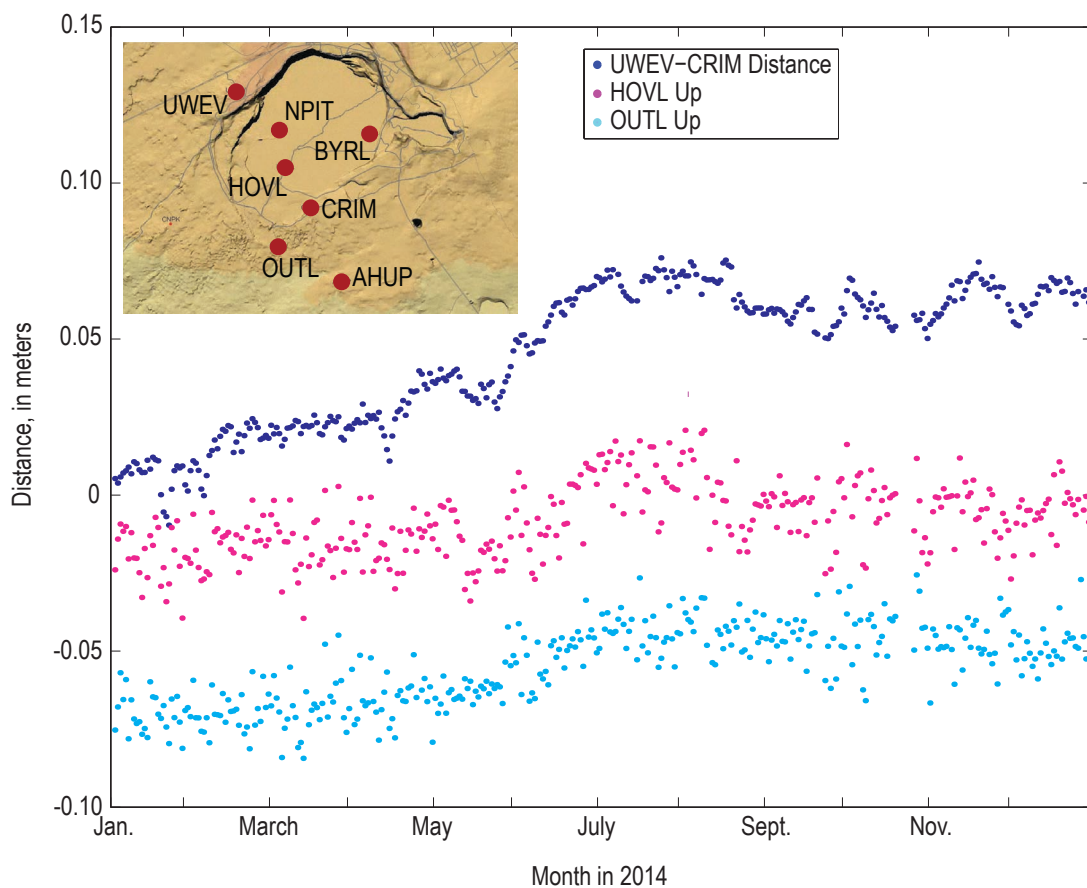 0.15
0.10
0.05
0
-0.05
-0.10
Distance, in meters
UWEV
NPIT
BYRL
HOVL
CRIM
CNPK
OUTL
AHUP
UWEV−CRIM Distance
HOVL Up
OUTL Up
Jan.
March
May
July
Sept.
Nov.
Month in 2014